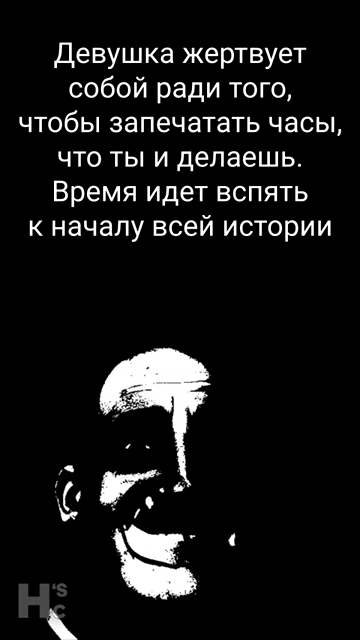 Девушка жертвует
собой ради того,
чтобы запечатать часы,
что ты и делаешь.
Время идет вспять
к началу всей истории
H's
c